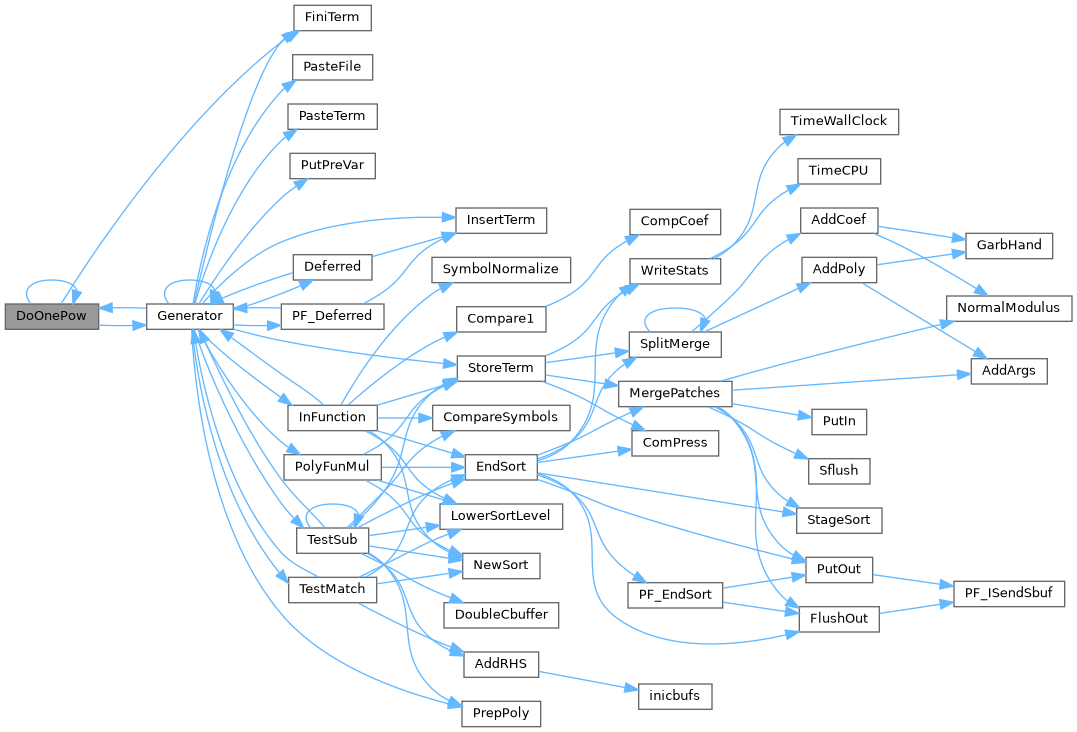 FiniTerm
PasteFile
PasteTerm
PutPreVar
InsertTerm
Deferred
SymbolNormalize
DoOnePow
Generator
PF_Deferred
Compare1
StoreTerm
InFunction
CompareSymbols
PolyFunMul
EndSort
LowerSortLevel
TestSub
NewSort
TestMatch
DoubleCbuffer
AddRHS
PrepPoly
CompCoef
WriteStats
SplitMerge
MergePatches
ComPress
PF_EndSort
inicbufs
TimeWallClock
TimeCPU
AddCoef
AddPoly
PutIn
Sflush
StageSort
PutOut
FlushOut
GarbHand
NormalModulus
AddArgs
PF_ISendSbuf